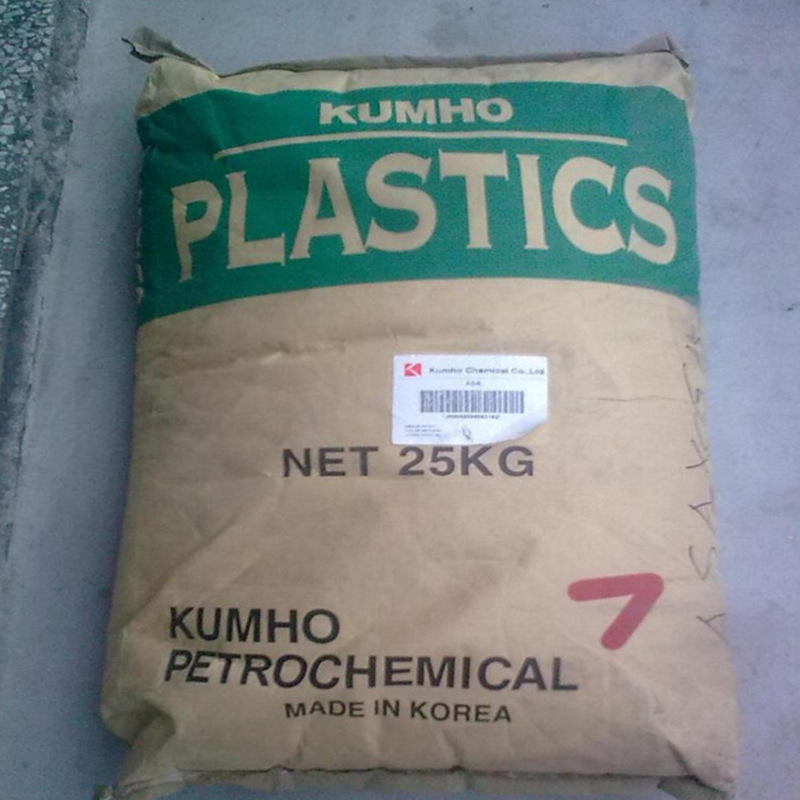 KUMHO
PLASTICS
Kumho Chemical Co.,Ltd
NET 25KG
KUMHO
PETROCHEMICAL
MADE IN KOREA